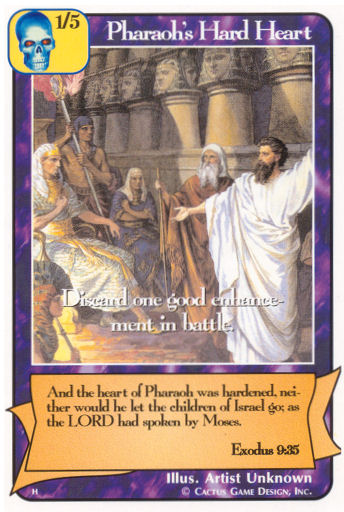 1/5
Pharaoh's Hard Heart
Discard one good enhance-
ment in battle.
And the heart of Pharaoh was hardened, nei-
ther would he let the children of Israel go; as
the LORD had spoken by Moses.
Exodus 9:35
Illus. Artist Unknown
H
© Cactus Game Design, Inc.